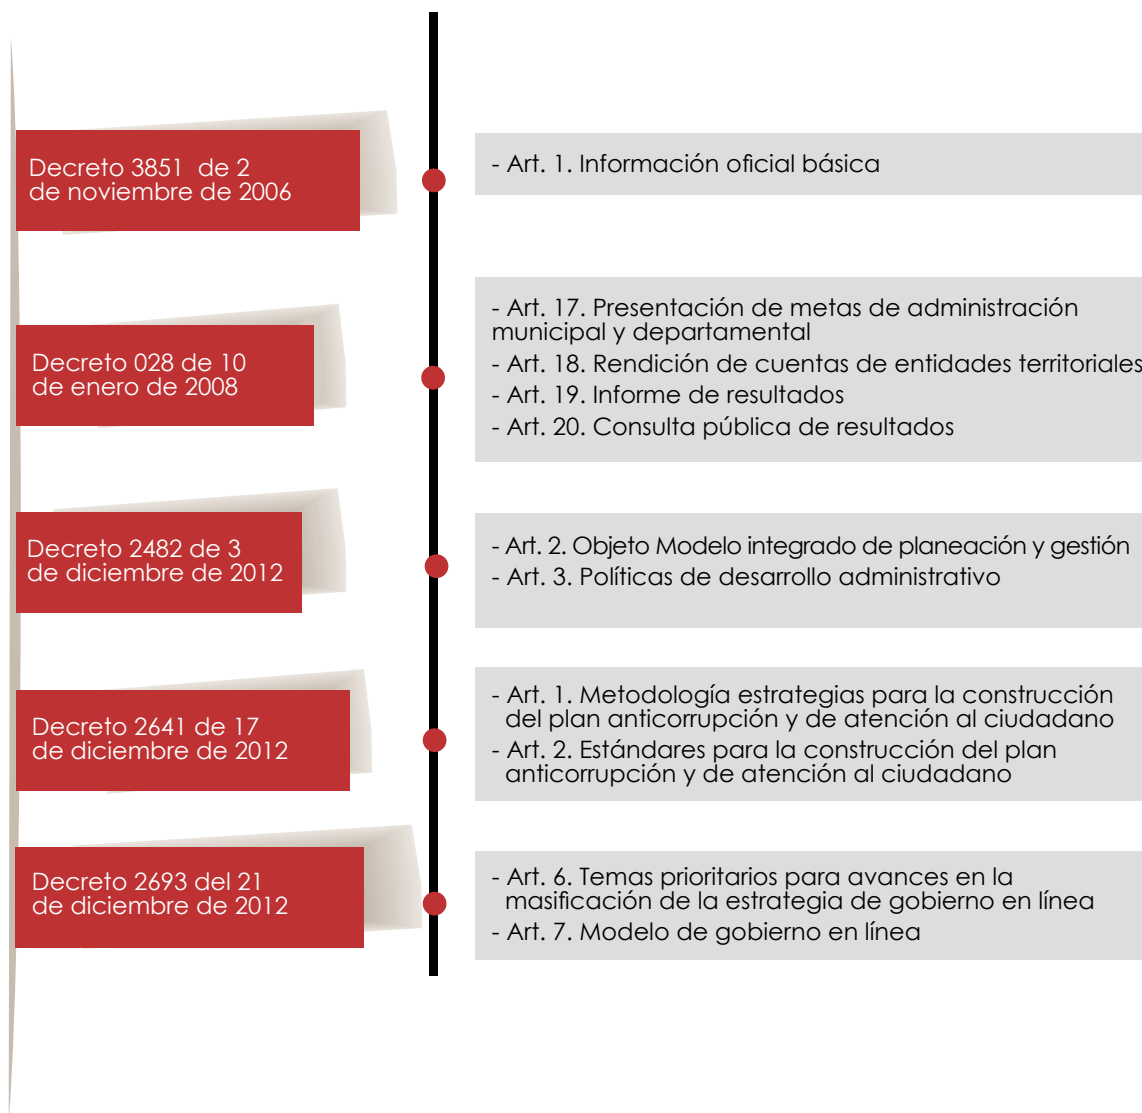 Decreto 3851 de 2
de noviembre de 2006
- Art. 1. Información oficial básica
Decreto 028 de 10
de enero de 2008
- Art. 17. Presentación de metas de administración
municipal y departamental
- Art. 18. Rendición de cuentas de entidades territoriales
- Art. 19. Informe de resultados
- Art. 20. Consulta pública de resultados
Decreto 2482 de 3
de diciembre de 2012
- Art. 2. Objeto Modelo integrado de planeación y gestión
- Art. 3. Políticas de desarrollo administrativo
Decreto 2641 de 17
de diciembre de 2012
- Art. 1. Metodología estrategias para la construcción
del plan anticorrupción y de atención al ciudadano
- Art. 2. Estándares para la construcción del plan
anticorrupción y de atención al ciudadano
Decreto 2693 del 21
de diciembre de 2012
- Art. 6. Temas prioritarios para avances en la
masificación de la estrategia de gobierno en línea
- Art. 7. Modelo de gobierno en línea